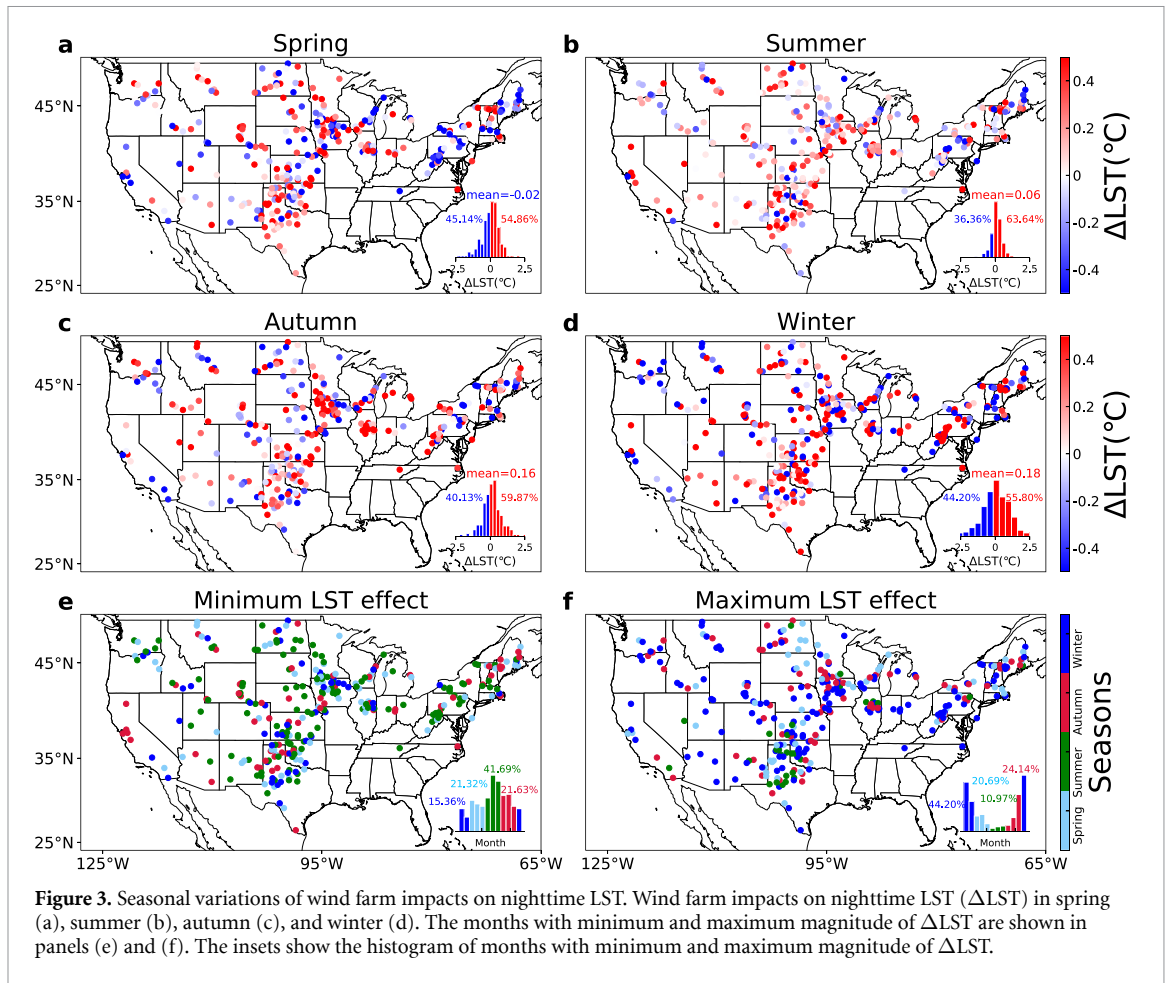 a Spring
b Summer
45°N
35°N
25°N
mean=-0.02
45.14% 54.86%
-2.5 0 2.5
ΔLST(°C)
mean=0.06
36.36% 63.64%
-2.5 0 2.5
ΔLST(°C)
0.4
0.2
0
-0.2
-0.4
ΔLST(°C)
c Autumn
d Winter
45°N
35°N
25°N
mean=0.16
40.13% 59.87%
-2.5 0 2.5
ΔLST(°C)
mean=0.18
44.20% 55.80%
-2.5 0 2.5
ΔLST(°C)
0.4
0.2
0
-0.2
-0.4
ΔLST(°C)
e Minimum LST effect
f Maximum LST effect
45°N
35°N
25°N
125°W 95°W 65°W
41.69%
21.32%
21.63%
15.36%
Month
125°W 95°W 65°W
24.14%
20.69%
44.20% 10.97%
Month
Winter
Autumn
Summer
Spring
Seasons
Figure 3. Seasonal variations of wind farm impacts on nighttime LST. Wind farm impacts on nighttime LST (ΔLST) in spring
(a), summer (b), autumn (c), and winter (d). The months with minimum and maximum magnitude of ΔLST are shown in
panels (e) and (f). The insets show the histogram of months with minimum and maximum magnitude of ΔLST.